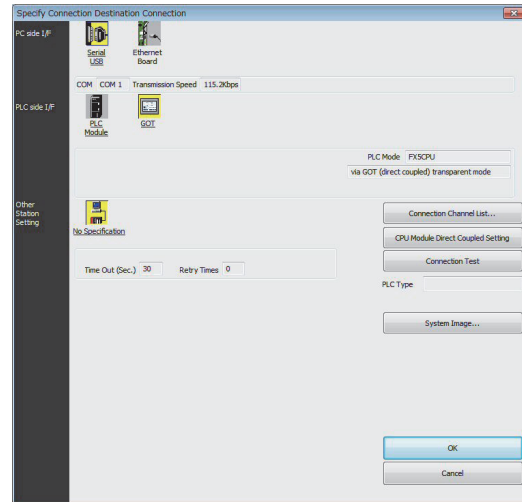 Specify Connection Destination Connection
PC side I/F
Serial
USB
Ethernet
Board
COM COM 1 Transmission Speed 115.2Kbps
PLC side I/F
PLC
Module
GOT
PLC Mode FX5CPU
via GOT (direct coupled) transparent mode
Other
Station
Setting
No Specification
Connection Channel List...
CPU Module Direct Coupled Setting
Time Out (Sec.) 30 Retry Times 0
Connection Test
PLC Type
System Image...
OK
Cancel